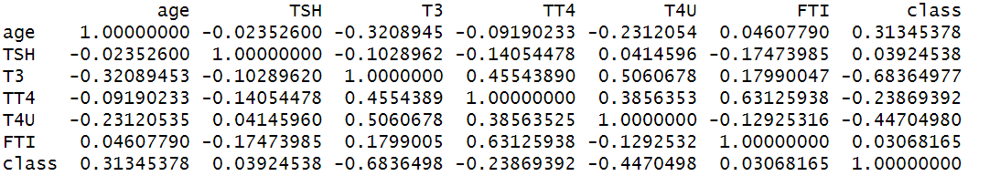 age TSH T3 TT4 T4U FTI class
age 1.00000000 -0.02352600 -0.3208945 -0.09190233 -0.2312054 0.04607790 0.31345378
TSH -0.02352600 1.00000000 -0.1028962 -0.14054478 0.0414596 -0.17473985 0.03924538
T3 -0.32089453 -0.10289620 1.0000000 0.45543890 0.5060678 0.17990047 -0.68364977
TT4 -0.09190233 -0.14054478 0.4554389 1.00000000 0.3856353 0.63125938 -0.23869392
T4U -0.23120535 0.04145960 0.5060678 0.38563525 1.0000000 -0.12925316 -0.44704980
FTI 0.04607790 -0.17473985 0.1799005 0.63125938 -0.1292532 1.00000000 0.03068165
class 0.31345378 0.03924538 -0.6836498 -0.23869392 -0.4470498 0.03068165 1.00000000